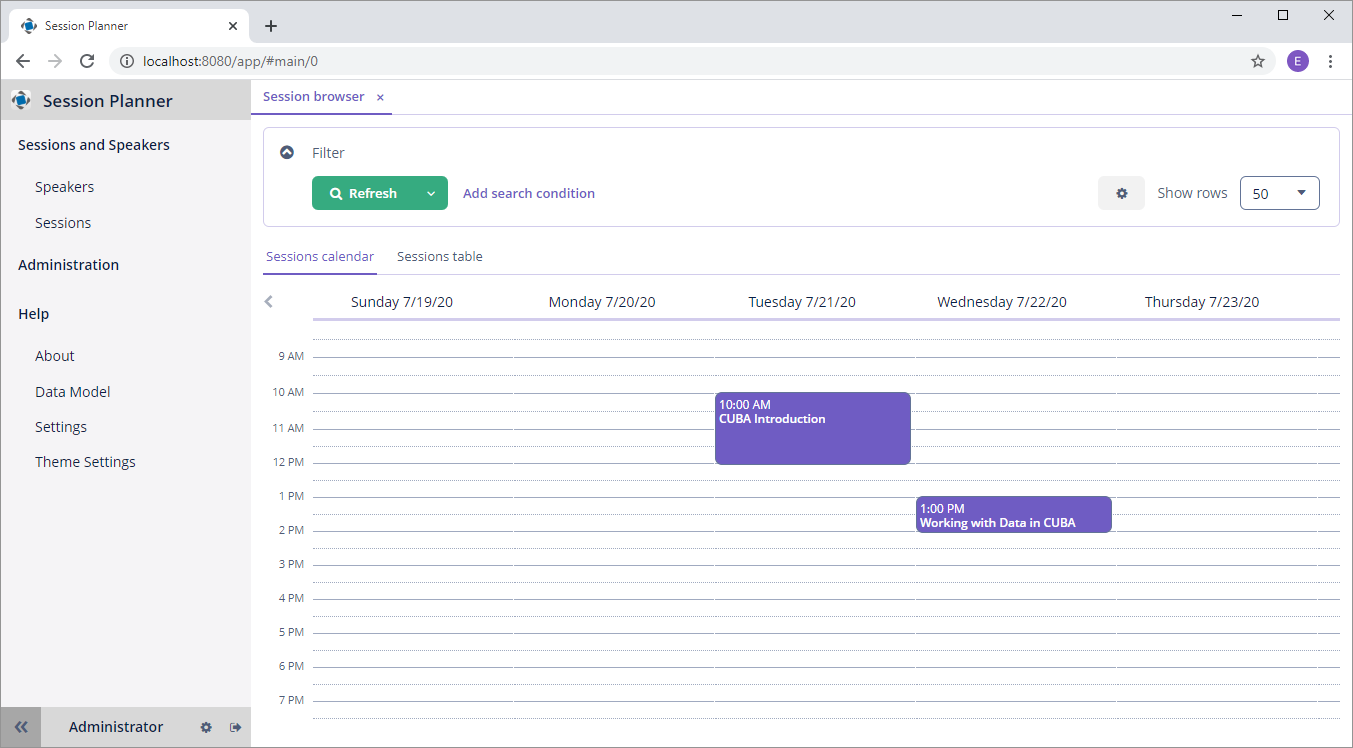 Session Planner
localhost:8080/app/#main/0
E
Session Planner
Sessions and Speakers
Speakers
Sessions
Administration
Help
About
Data Model
Settings
Theme Settings
Administrator
Session browser
Filter
Refresh
Add search condition
Show rows
50
Sessions calendar
Sessions table
Sunday 7/19/20
Monday 7/20/20
Tuesday 7/21/20
Wednesday 7/22/20
Thursday 7/23/20
9 AM
10 AM
11 AM
12 PM
1 PM
2 PM
3 PM
4 PM
5 PM
6 PM
7 PM
10:00 AM
CUBA Introduction
1:00 PM
Working with Data in CUBA